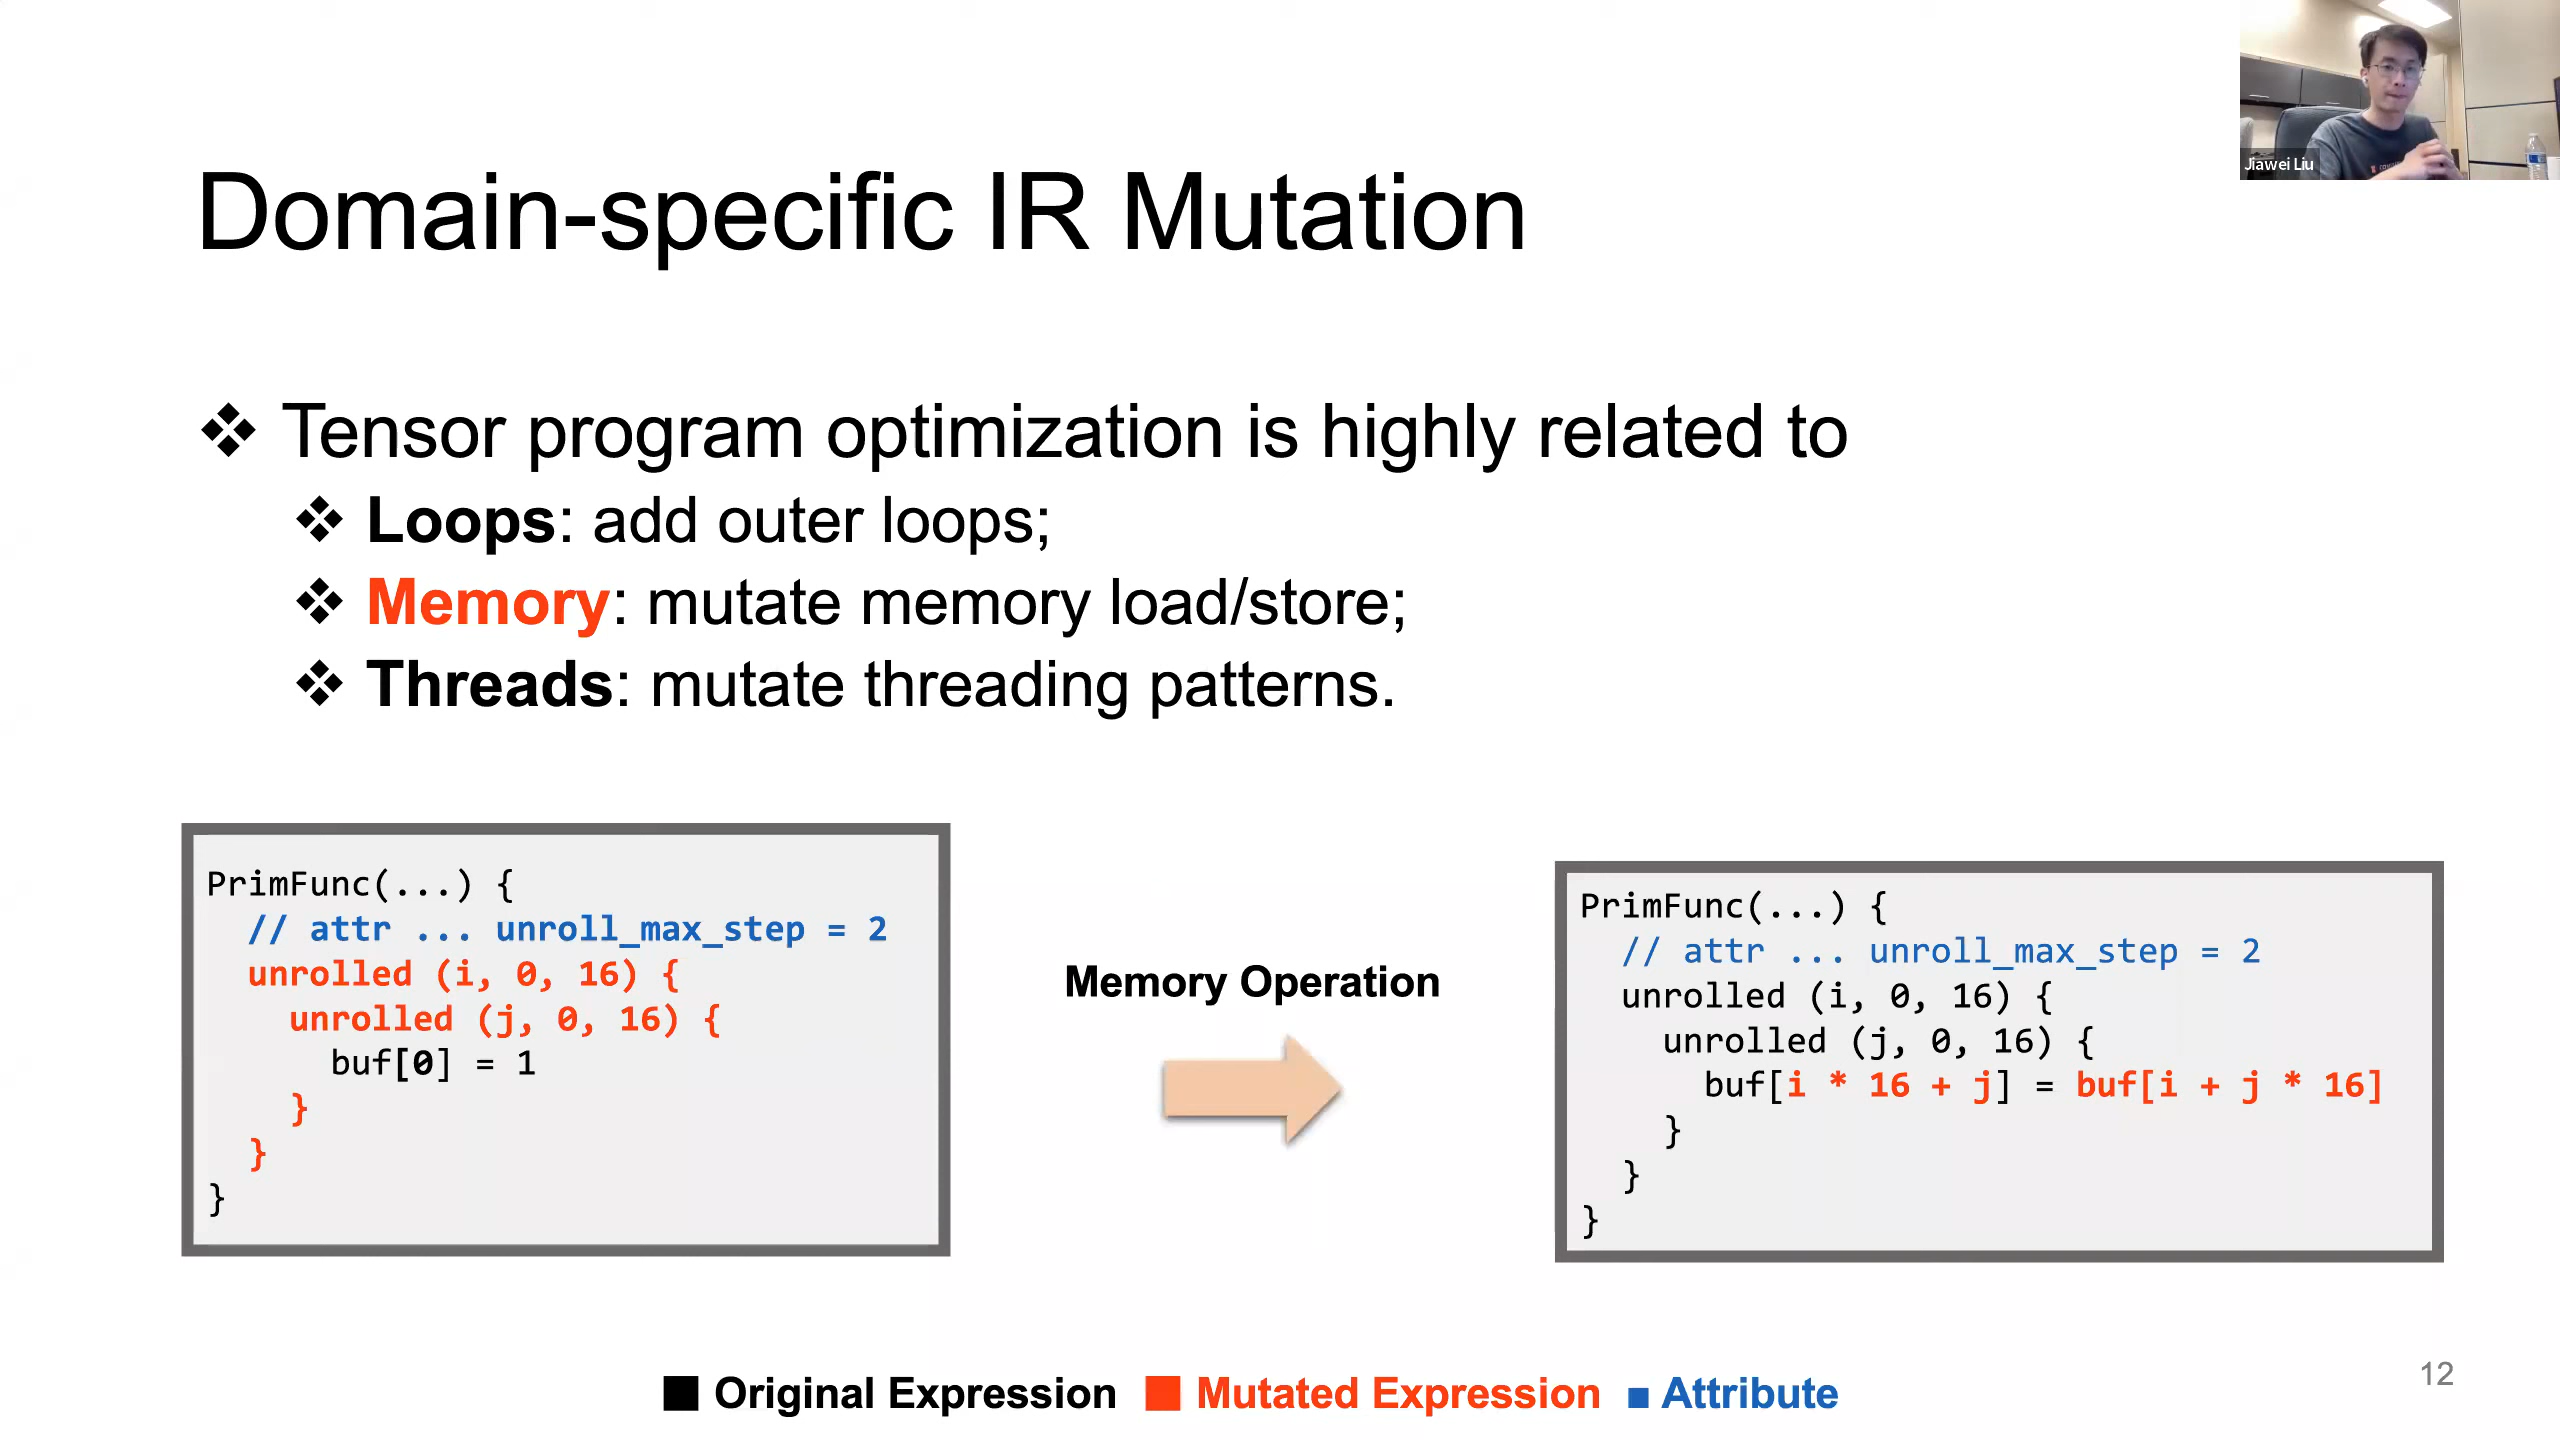 Jiawei Liu
Domain-specific IR Mutation
❖ Tensor program optimization is highly related to
❖ Loops: add outer loops;
❖ Memory: mutate memory load/store;
❖ Threads: mutate threading patterns.
PrimFunc(...) {
// attr ... unroll_max_step = 2
unrolled (i, 0, 16) {
unrolled (j, 0, 16) {
buf[0] = 1
}
}
}
Memory Operation
PrimFunc(...) {
// attr ... unroll_max_step = 2
unrolled (i, 0, 16) {
unrolled (j, 0, 16) {
buf[i * 16 + j] = buf[i + j * 16]
}
}
}
Original Expression Mutated Expression Attribute
12